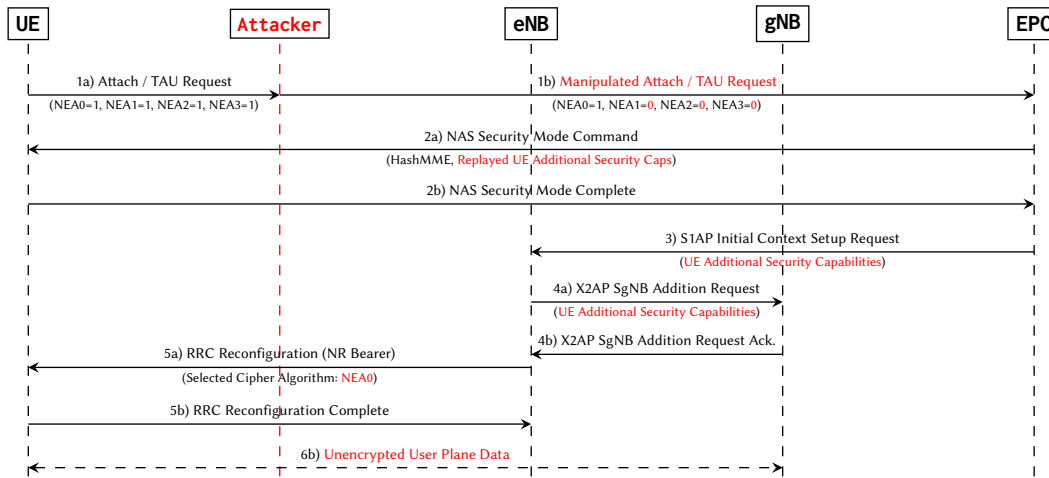 UE
Attacker
eNB
gNB
EPC
1a) Attach / TAU Request
(NEA0=1, NEA1=1, NEA2=1, NEA3=1)
1b) Manipulated Attach / TAU Request
(NEA0=1, NEA1=0, NEA2=0, NEA3=0)
2a) NAS Security Mode Command
(HashMME, Replayed UE Additional Security Caps)
2b) NAS Security Mode Complete
3) S1AP Initial Context Setup Request
(UE Additional Security Capabilities)
4a) X2AP SgNB Addition Request
(UE Additional Security Capabilities)
4b) X2AP SgNB Addition Request Ack.
5a) RRC Reconfiguration (NR Bearer)
(Selected Cipher Algorithm: NEA0)
5b) RRC Reconfiguration Complete
6b) Unencrypted User Plane Data